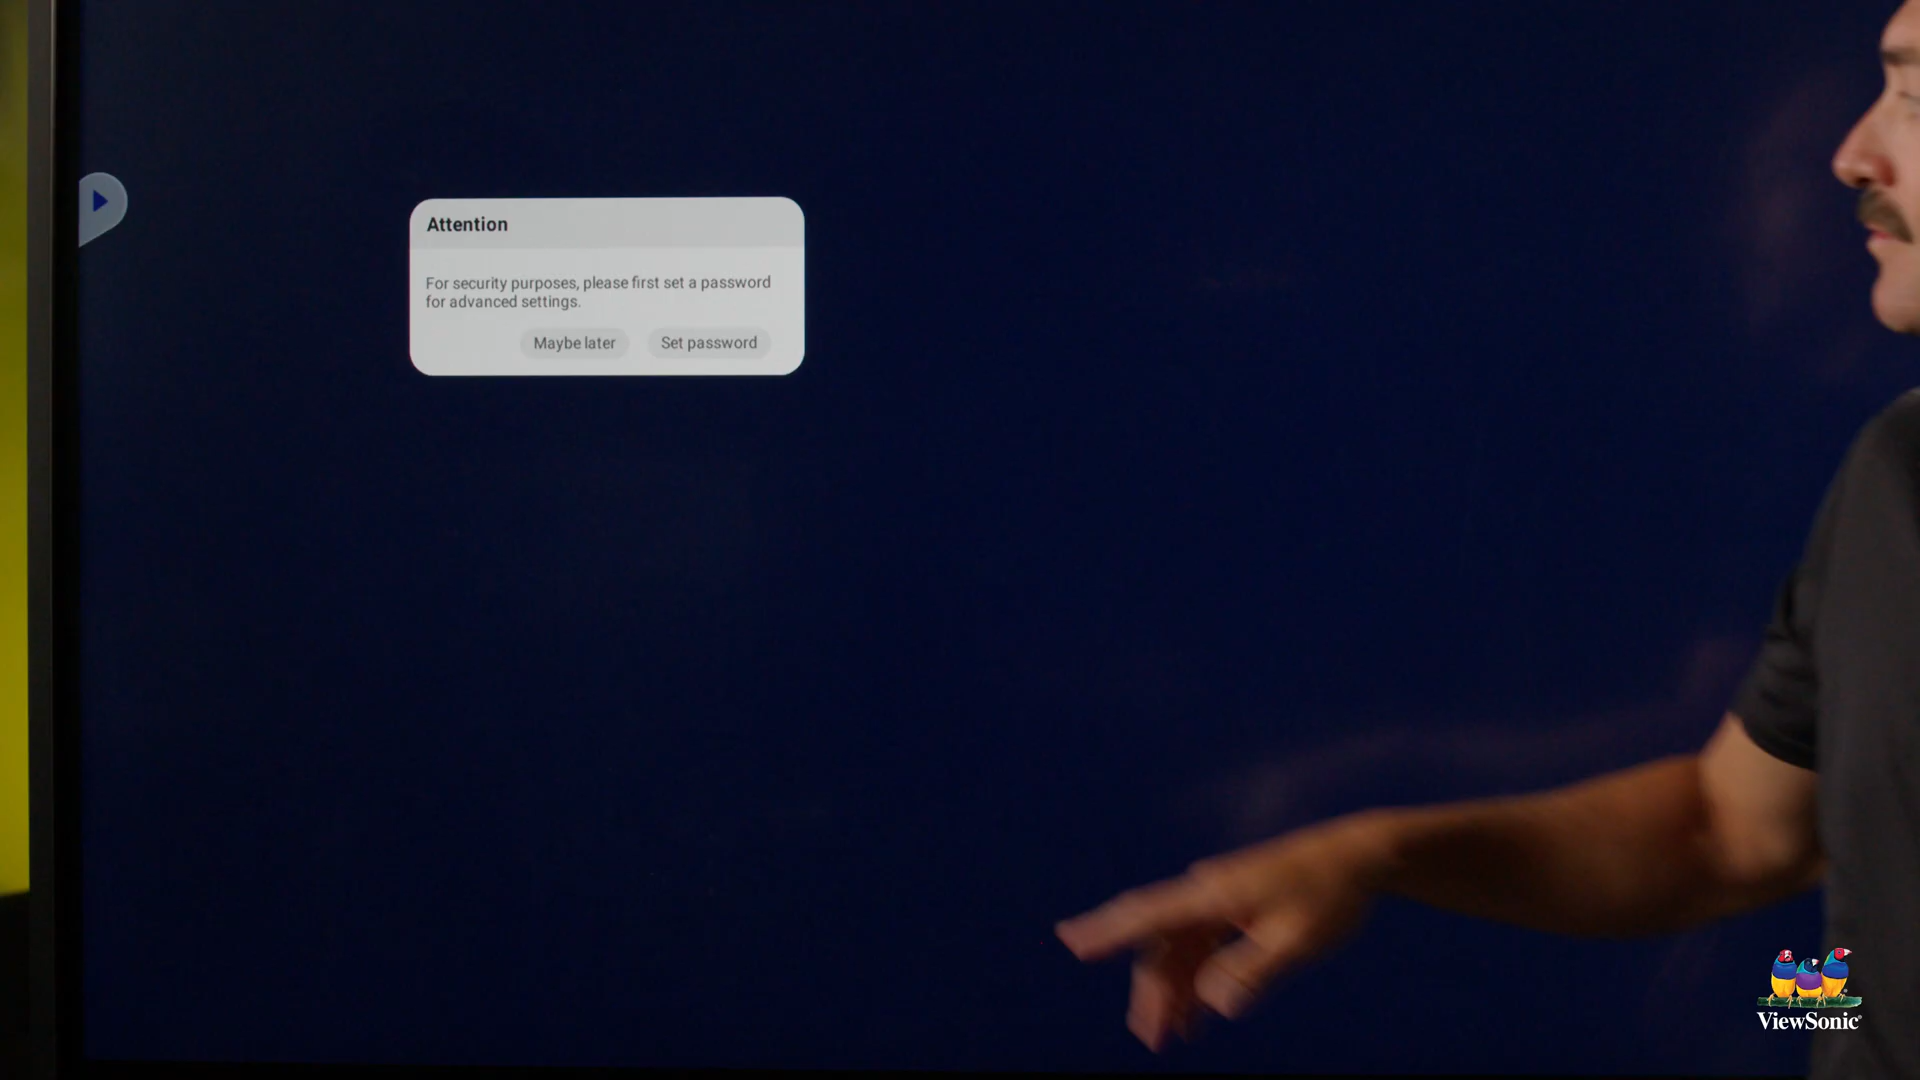 Attention
For security purposes, please first set a password
for advanced settings.
Maybe later Set password
ViewSonic